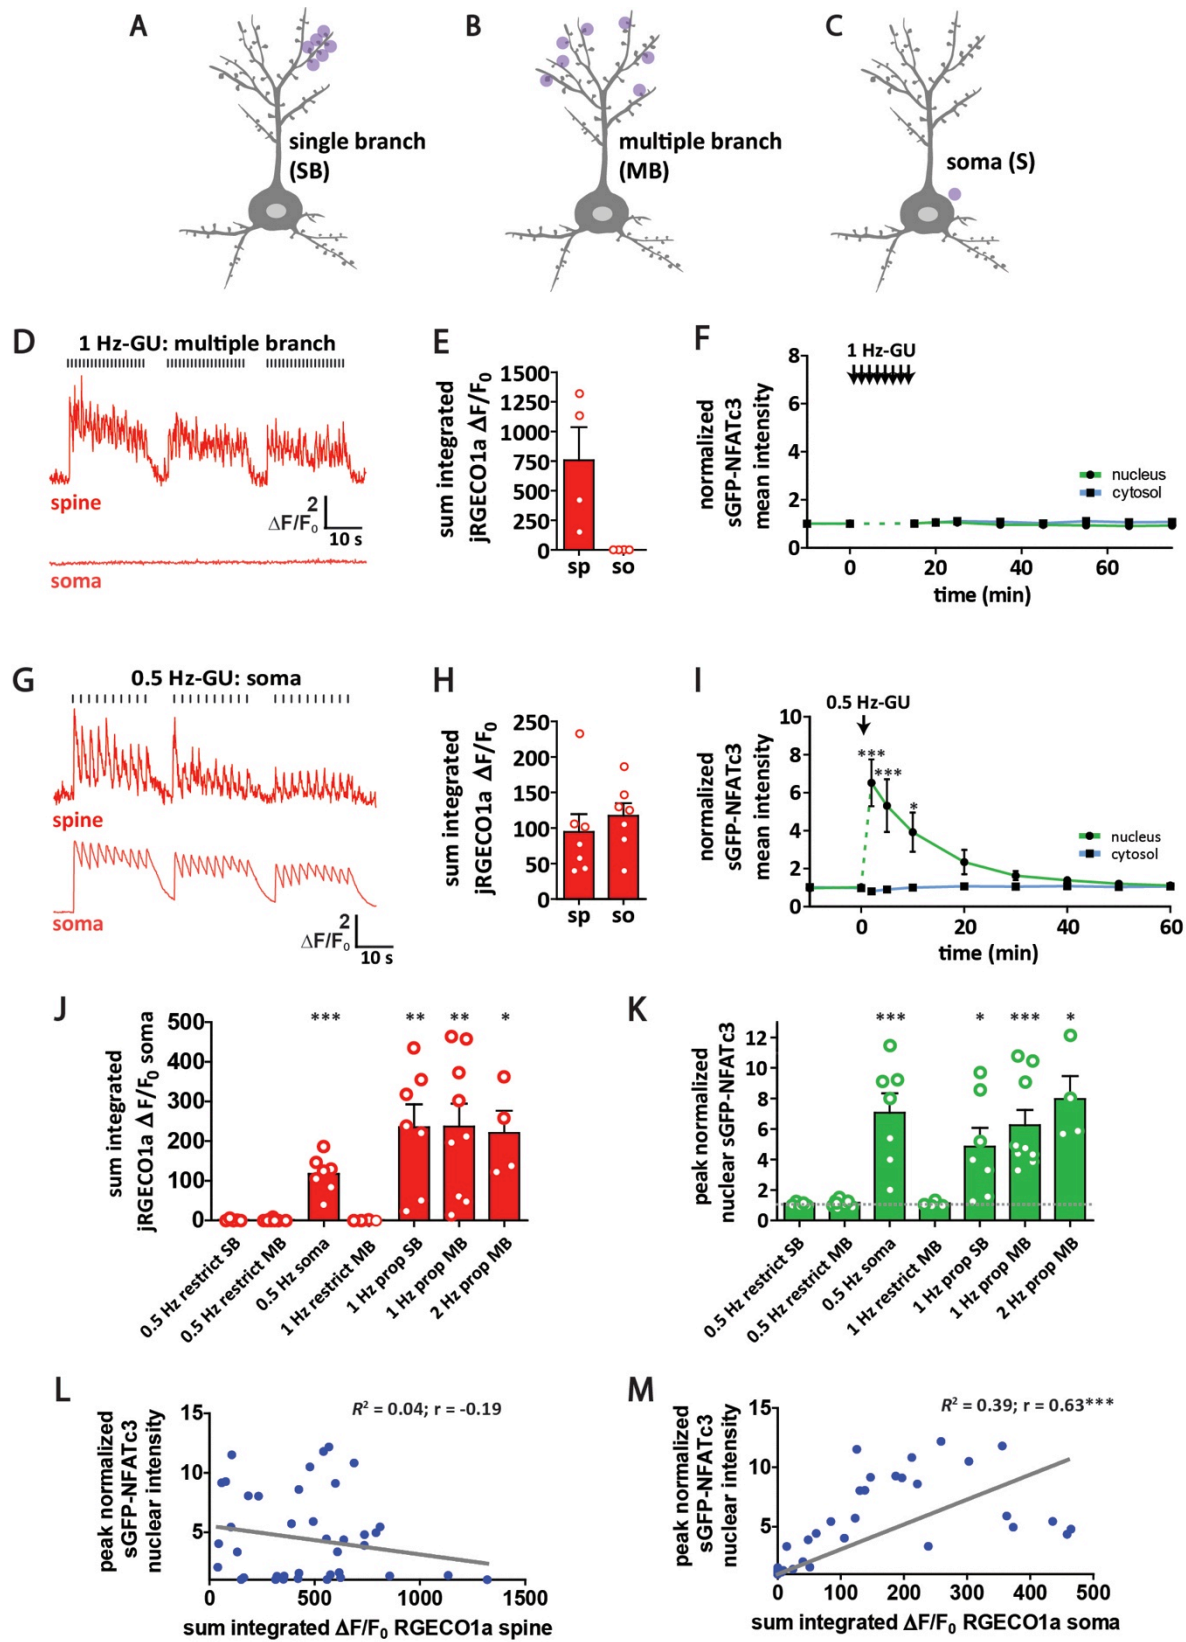 A
B
C
single branch
(SB)
multiple branch
(MB)
soma (S)
D
1 Hz-GU: multiple branch
spine
2
ΔF/F₀
10 s
soma
E
sum integrated
jRGECO1a ΔF/F₀
1500
1250
1000
750
500
250
0
sp
so
F
1 Hz-GU
normalized
sGFP-NFATc3
mean intensity
8
6
4
2
0
nucleus
cytosol
0
20
40
60
time (min)
G
0.5 Hz-GU: soma
spine
soma
2
ΔF/F₀
10 s
H
sum integrated
jRGECO1a ΔF/F₀
250
200
150
100
50
0
sp
so
I
0.5 Hz-GU
normalized
sGFP-NFATc3
mean intensity
10
8
6
4
2
0
***
***
*
nucleus
cytosol
0
20
40
60
time (min)
J
sum integrated
jRGECO1a Δ F/F₀ soma
500
400
300
200
100
0
***
**
**
*
0.5 Hz restrict SB
0.5 Hz restrict MB
0.5 Hz soma
1 Hz restrict MB
1 Hz prop SB
1 Hz prop MB
2 Hz prop MB
K
peak normalized
nuclear sGFP-NFATc3
12
10
8
6
4
2
0
***
*
***
*
0.5 Hz restrict SB
0.5 Hz restrict MB
0.5 Hz soma
1 Hz restrict MB
1 Hz prop SB
1 Hz prop MB
2 Hz prop MB
L
peak normalized
sGFP-NFATc3
nuclear intensity
R² = 0.04; r = -0.19
15
10
5
0
500
1000
1500
sum integrated ΔF/F₀ RGECO1a spine
M
peak normalized
sGFP-NFATc3
nuclear intensity
R² = 0.39; r = 0.63***
15
10
5
0
100
200
300
400
500
sum integrated ΔF/F₀ RGECO1a soma